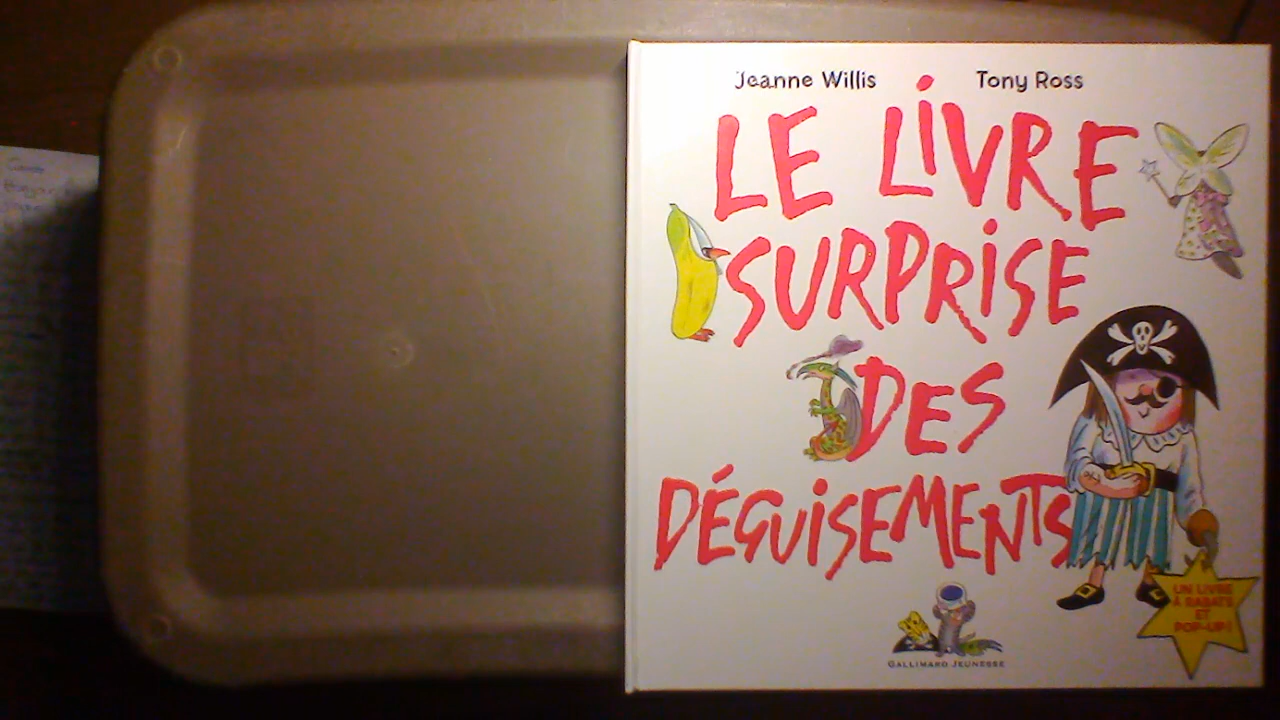 Jeanne Willis Tony Ross
LE LIVRE
SURPRISE
DES
DÉGUISEMENTS
UN LIVRE
À RABATS
ET
POP-UP!
GALLIMARD JEUNESSE